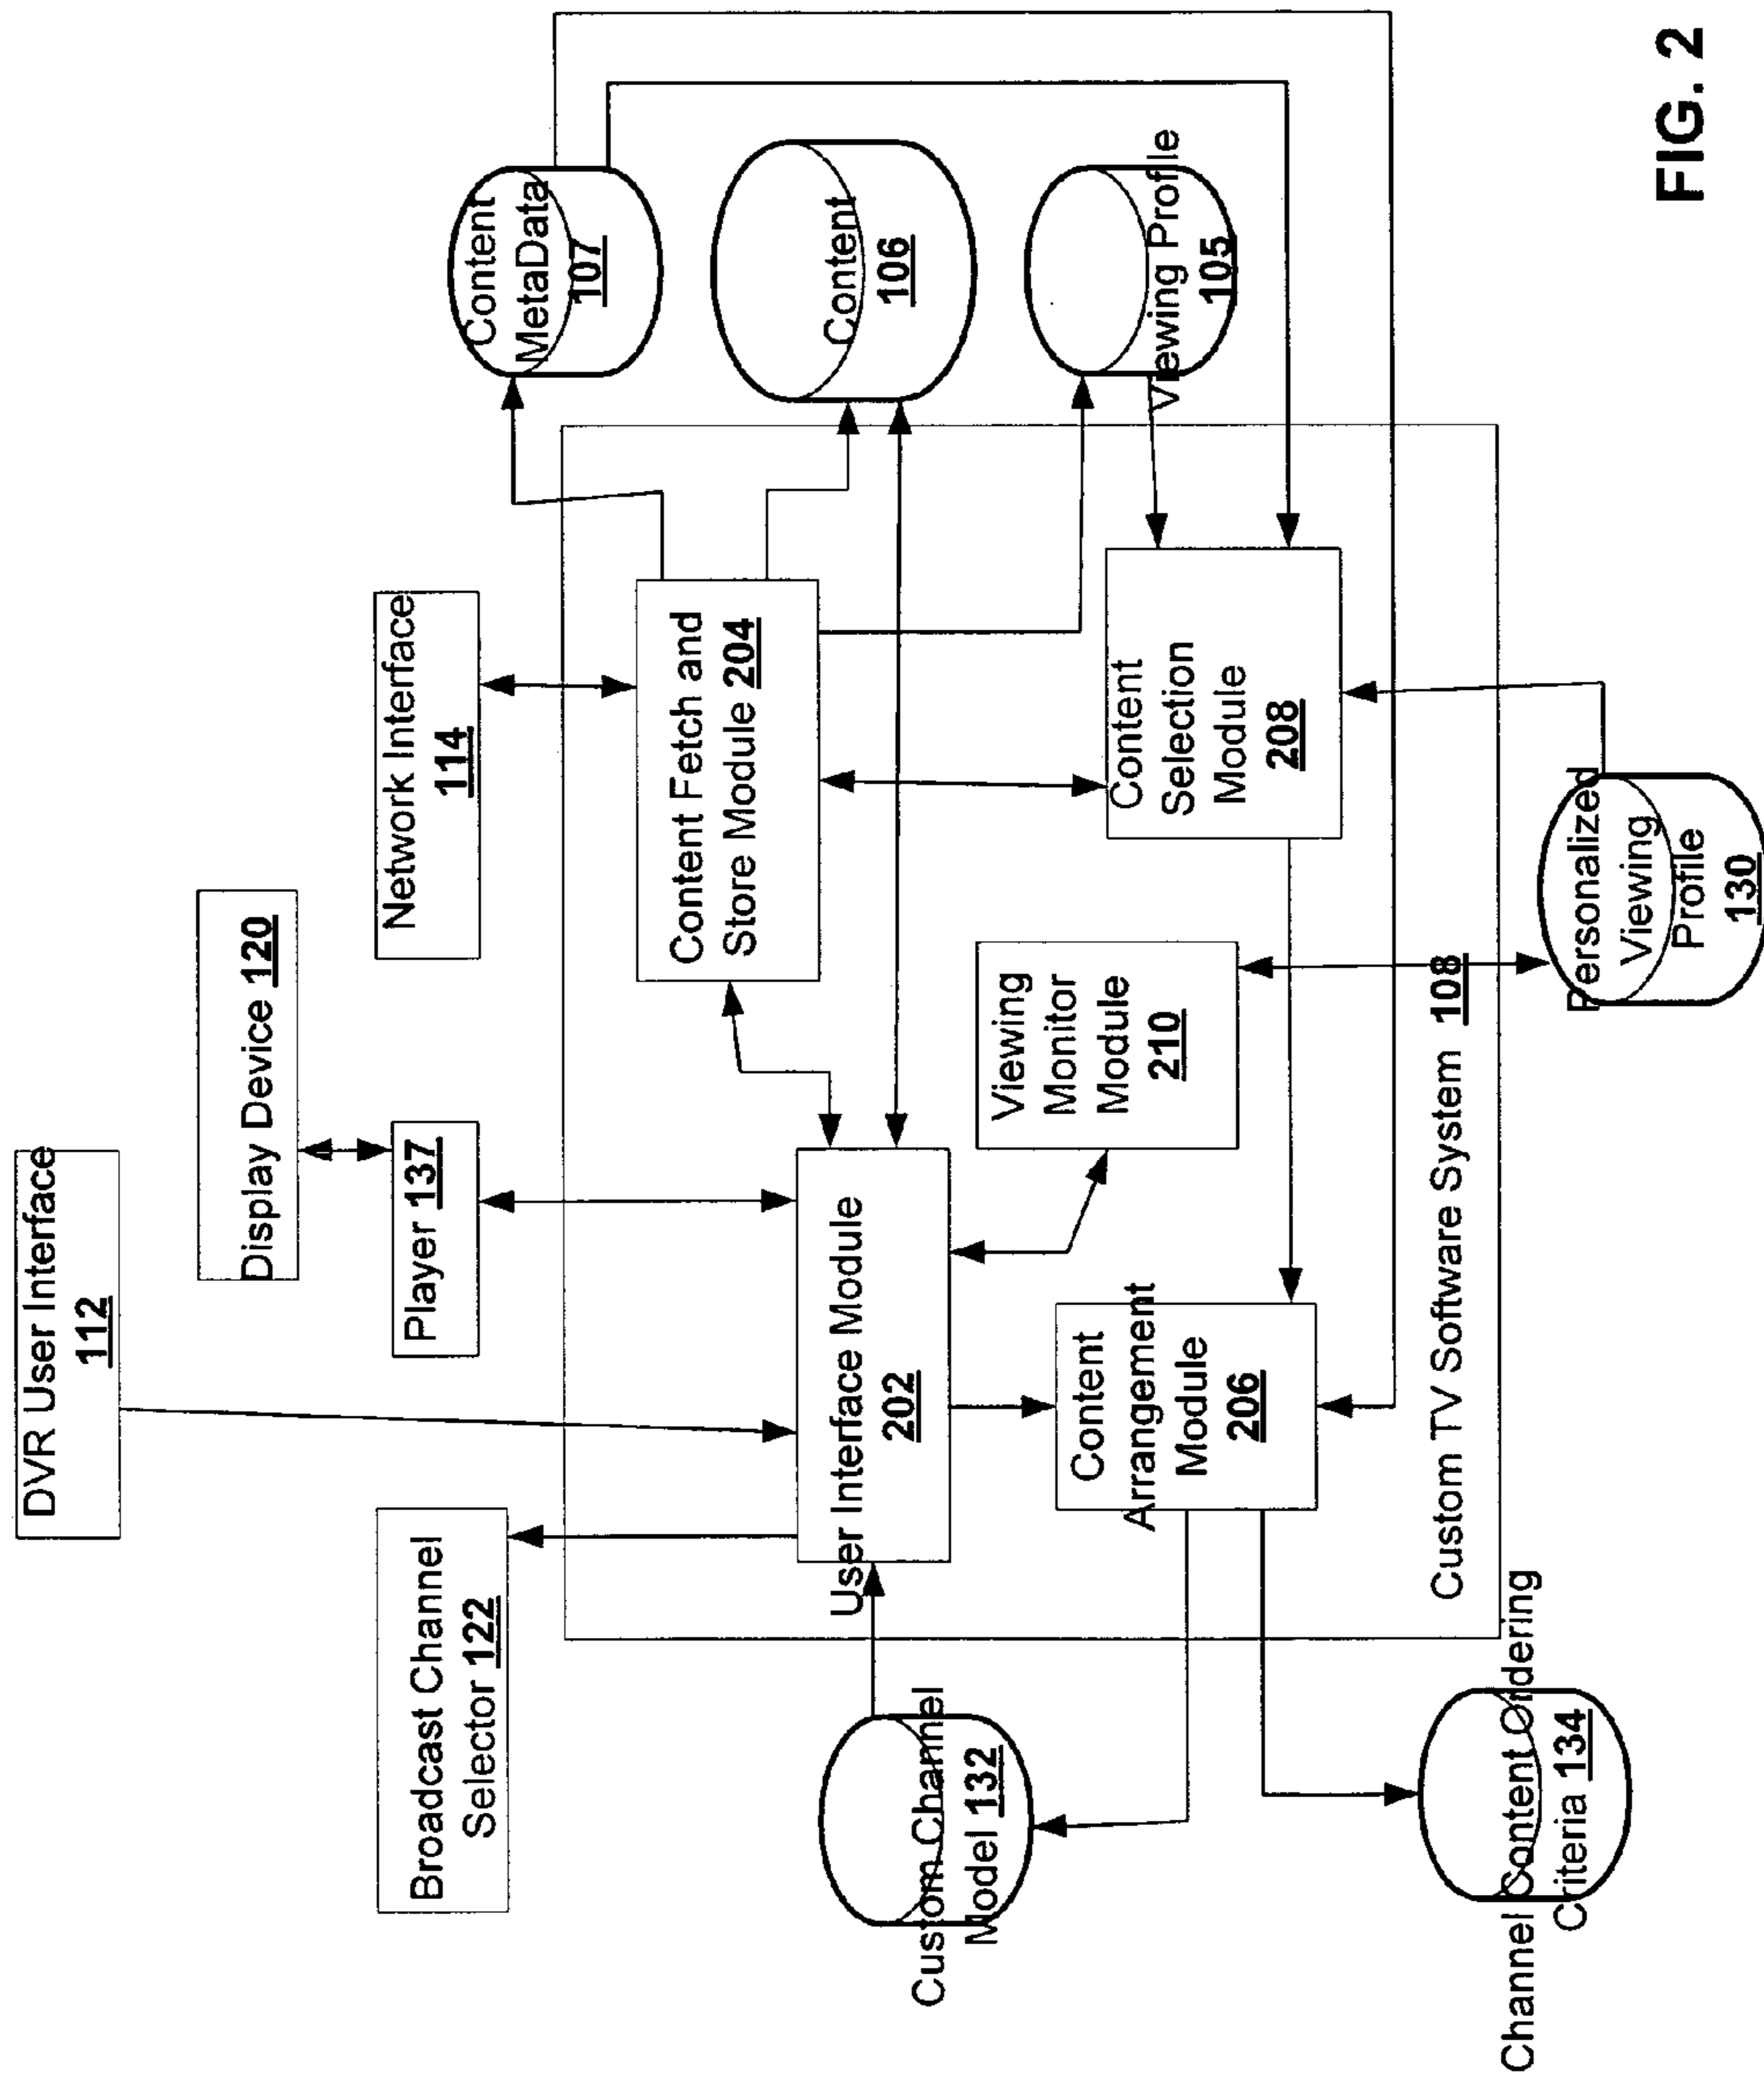 DVR User Interface
112
Display Device 120
Broadcast Channel
Selector 122
Player 137
Network Interface
114
Content
MetaData
107
User Interface Module
202
Content Fetch and
Store Module 204
Content
106
Custom Channel
Model 132
Viewing
Monitor
Module
210
Viewing Profile
105
Content
Arrangement
Module
206
Content
Selection
Module
208
Custom TV Software System 108
Channel Content Ordering
Criteria 134
Personalized
Viewing
Profile
130
FIG. 2